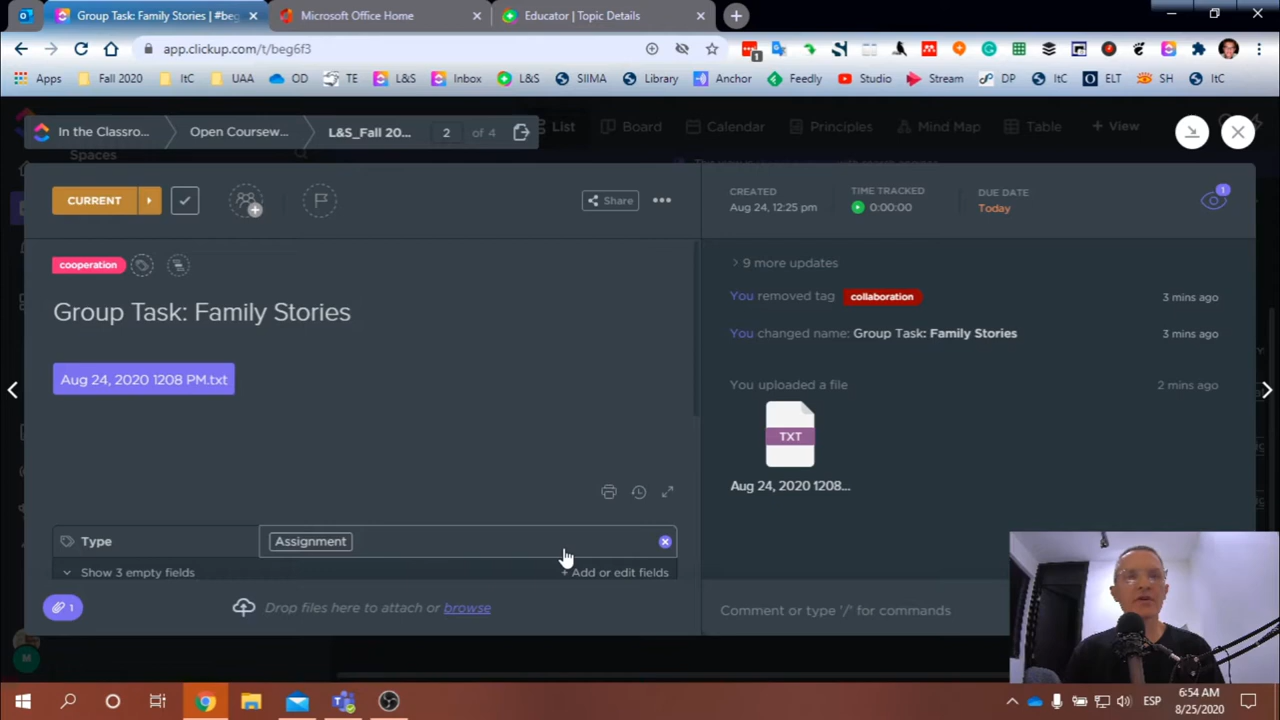 Group Task: Family Stories | #beg
Microsoft Office Home
Educator | Topic Details
app.clickup.com/t/beg6f3
1
Apps
Fall 2020
ItC
UAA
OD
TE
L&S
Inbox
L&S
SIIMA
Library
Anchor
Feedly
Studio
Stream
DP
ItC
ELT
SH
ItC
In the Classro...
Open Coursew...
L&S_Fall 20...
2 of 4
List
Board
Calendar
Principles
Mind Map
Table
+ View
Spaces
CURRENT
Share
CREATED
Aug 24, 12:25 pm
TIME TRACKED
0:00:00
DUE DATE
Today
1
cooperation
Group Task: Family Stories
Aug 24, 2020 1208 PM.txt
9 more updates
You removed tag collaboration
3 mins ago
You changed name: Group Task: Family Stories
3 mins ago
You uploaded a file
2 mins ago
TXT
Aug 24, 2020 1208...
Type
Assignment
Show 3 empty fields
+ Add or edit fields
1
Drop files here to attach or browse
Comment or type '/' for commands
M
ESP
6:54 AM
8/25/2020